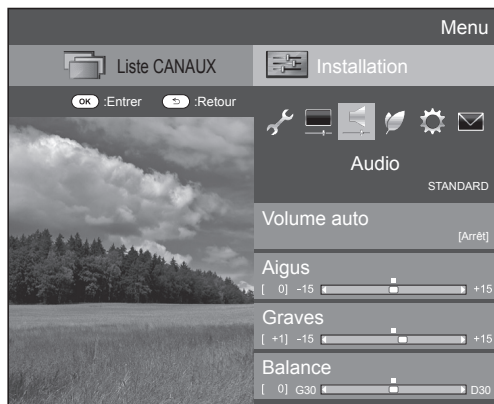 Menu
Liste CANAUX
Installation
OK :Entrer :Retour
Audio
STANDARD
Volume auto
[Arrêt]
Aigus
[ 0] -15 +15
Graves
[ +1] -15 +15
Balance
[ 0] G30 D30